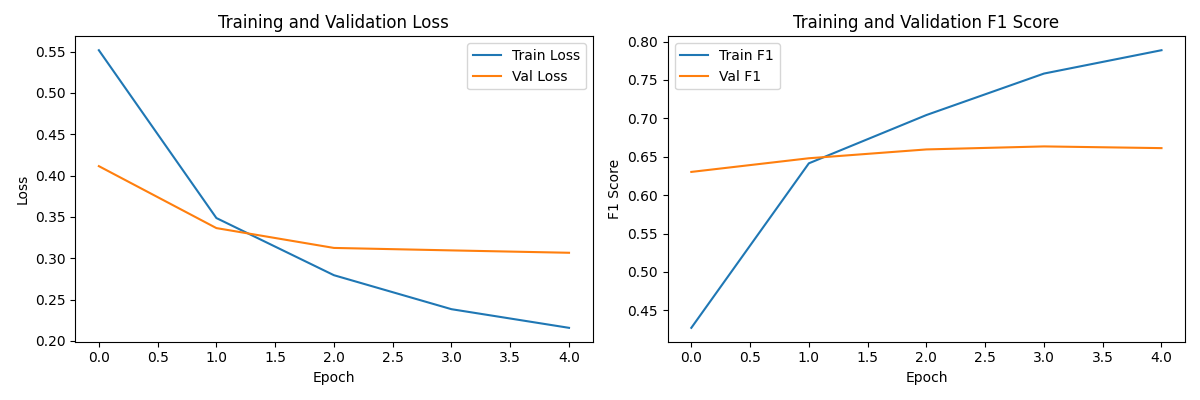 Training and Validation Loss
0.55
0.50
0.45
0.40
0.35
0.30
0.25
0.20
Loss
Train Loss
Val Loss
0.0 0.5 1.0 1.5 2.0 2.5 3.0 3.5 4.0
Epoch
Training and Validation F1 Score
0.80
0.75
0.70
0.65
0.60
0.55
0.50
0.45
F1 Score
Train F1
Val F1
0.0 0.5 1.0 1.5 2.0 2.5 3.0 3.5 4.0
Epoch